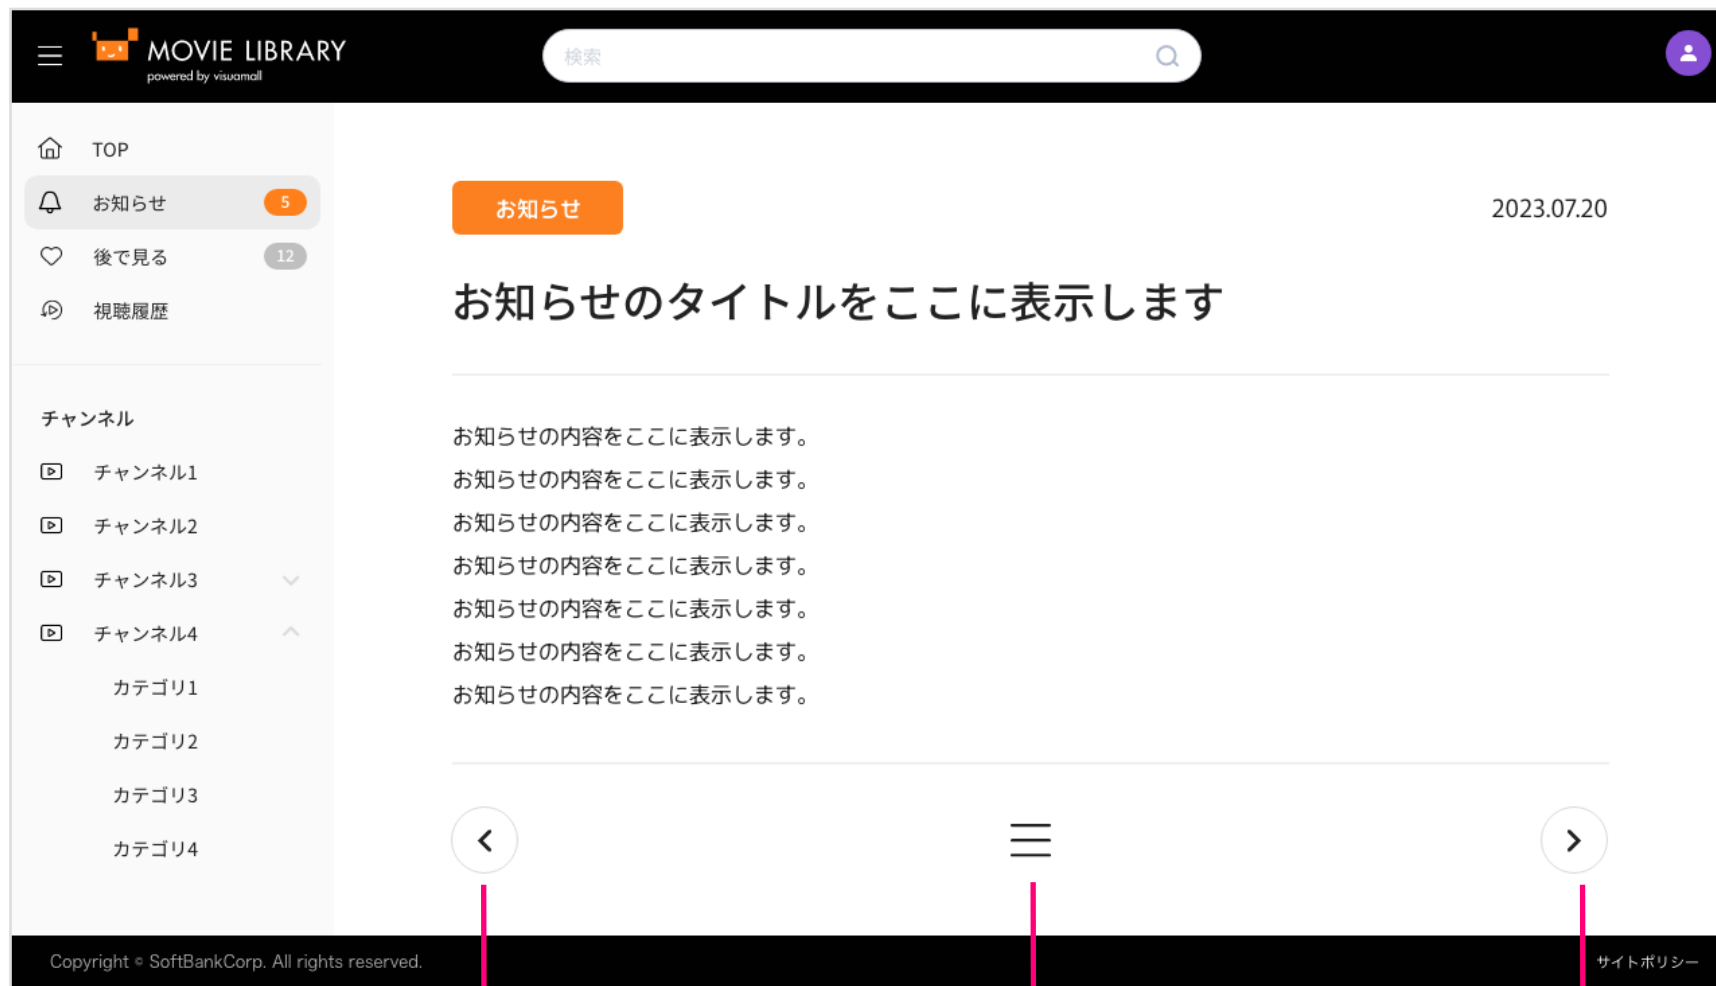 MOVIE LIBRARY
powered by visuamall
検索
TOP
お知らせ 5
後で見る 12
視聴履歴
チャンネル
チャンネル1
チャンネル2
チャンネル3
チャンネル4
カテゴリ1
カテゴリ2
カテゴリ3
カテゴリ4
お知らせ 2023.07.20
お知らせのタイトルをここに表示します
お知らせの内容をここに表示します。
お知らせの内容をここに表示します。
お知らせの内容をここに表示します。
お知らせの内容をここに表示します。
お知らせの内容をここに表示します。
お知らせの内容をここに表示します。
お知らせの内容をここに表示します。
Copyright © SoftBankCorp. All rights reserved.
サイトポリシー